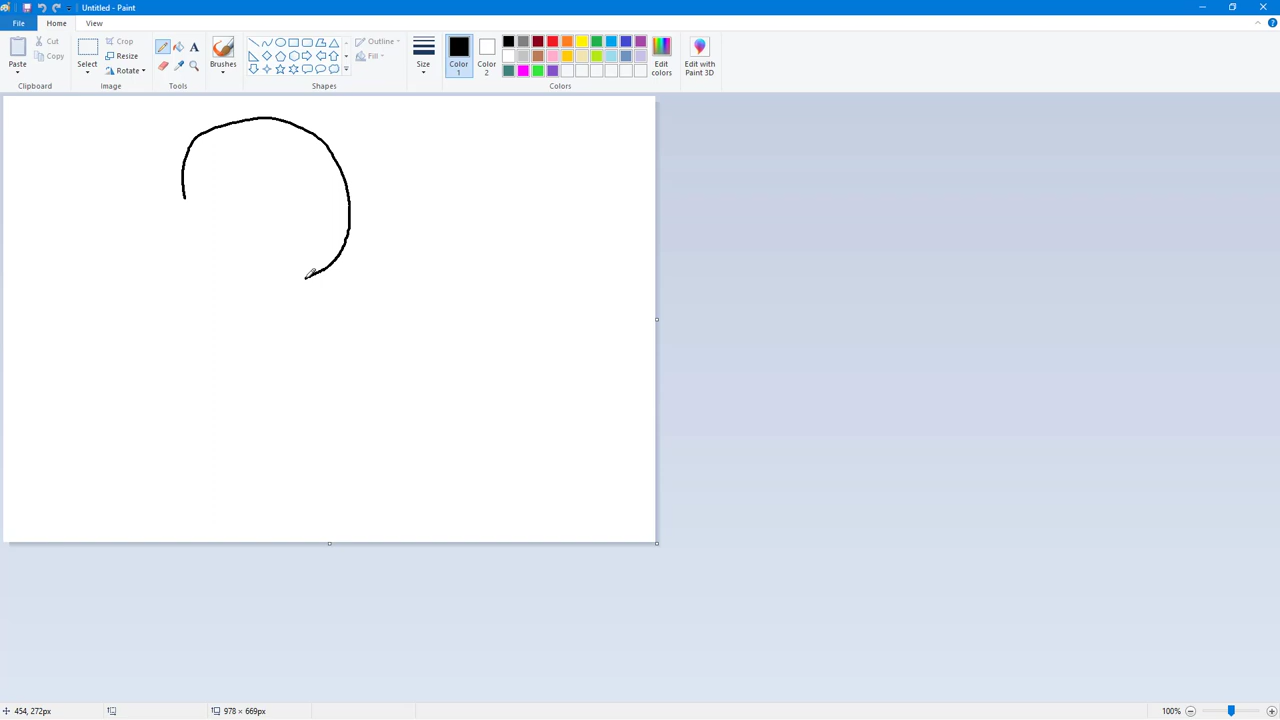 Untitled - Paint
File Home View
Paste
Cut
Copy
Clipboard
Select
Crop
Resize
Rotate
Image
A
Tools
Brushes
Outline
Fill
Shapes
Size
Color 1
Color 2
Edit colors
Colors
Edit with Paint 3D
454, 272px 978 × 669px 100%